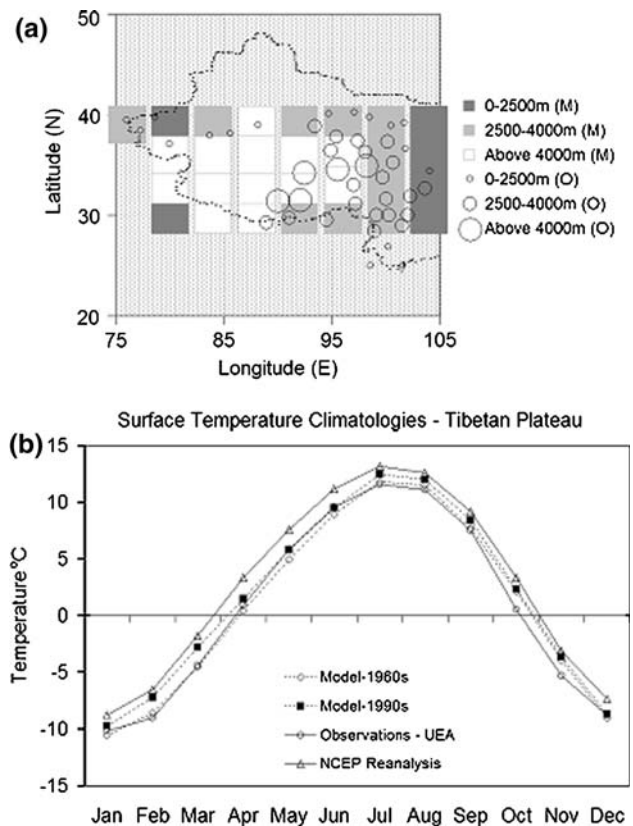 (a)
50
40
30
20
Latitude (N)
75
85
95
105
Longitude (E)
0-2500m (M)
2500-4000m (M)
Above 4000m (M)
0-2500m (O)
2500-4000m (O)
Above 4000m (O)
Surface Temperature Climatologies - Tibetan Plateau
(b)
15
10
5
0
-5
-10
-15
Temperature°C
Model-1960s
Model-1990s
Observations - UEA
NCEP Reanalysis
Jan Feb Mar Apr May Jun Jul Aug Sep Oct Nov Dec